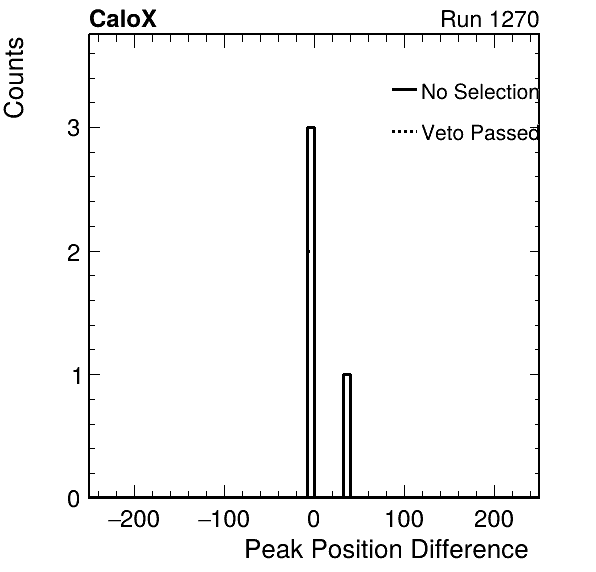 CaloX Run 1270
Counts
No Selection
Veto Passed
3
2
1
0
−200 −100 0 100 200
Peak Position Difference